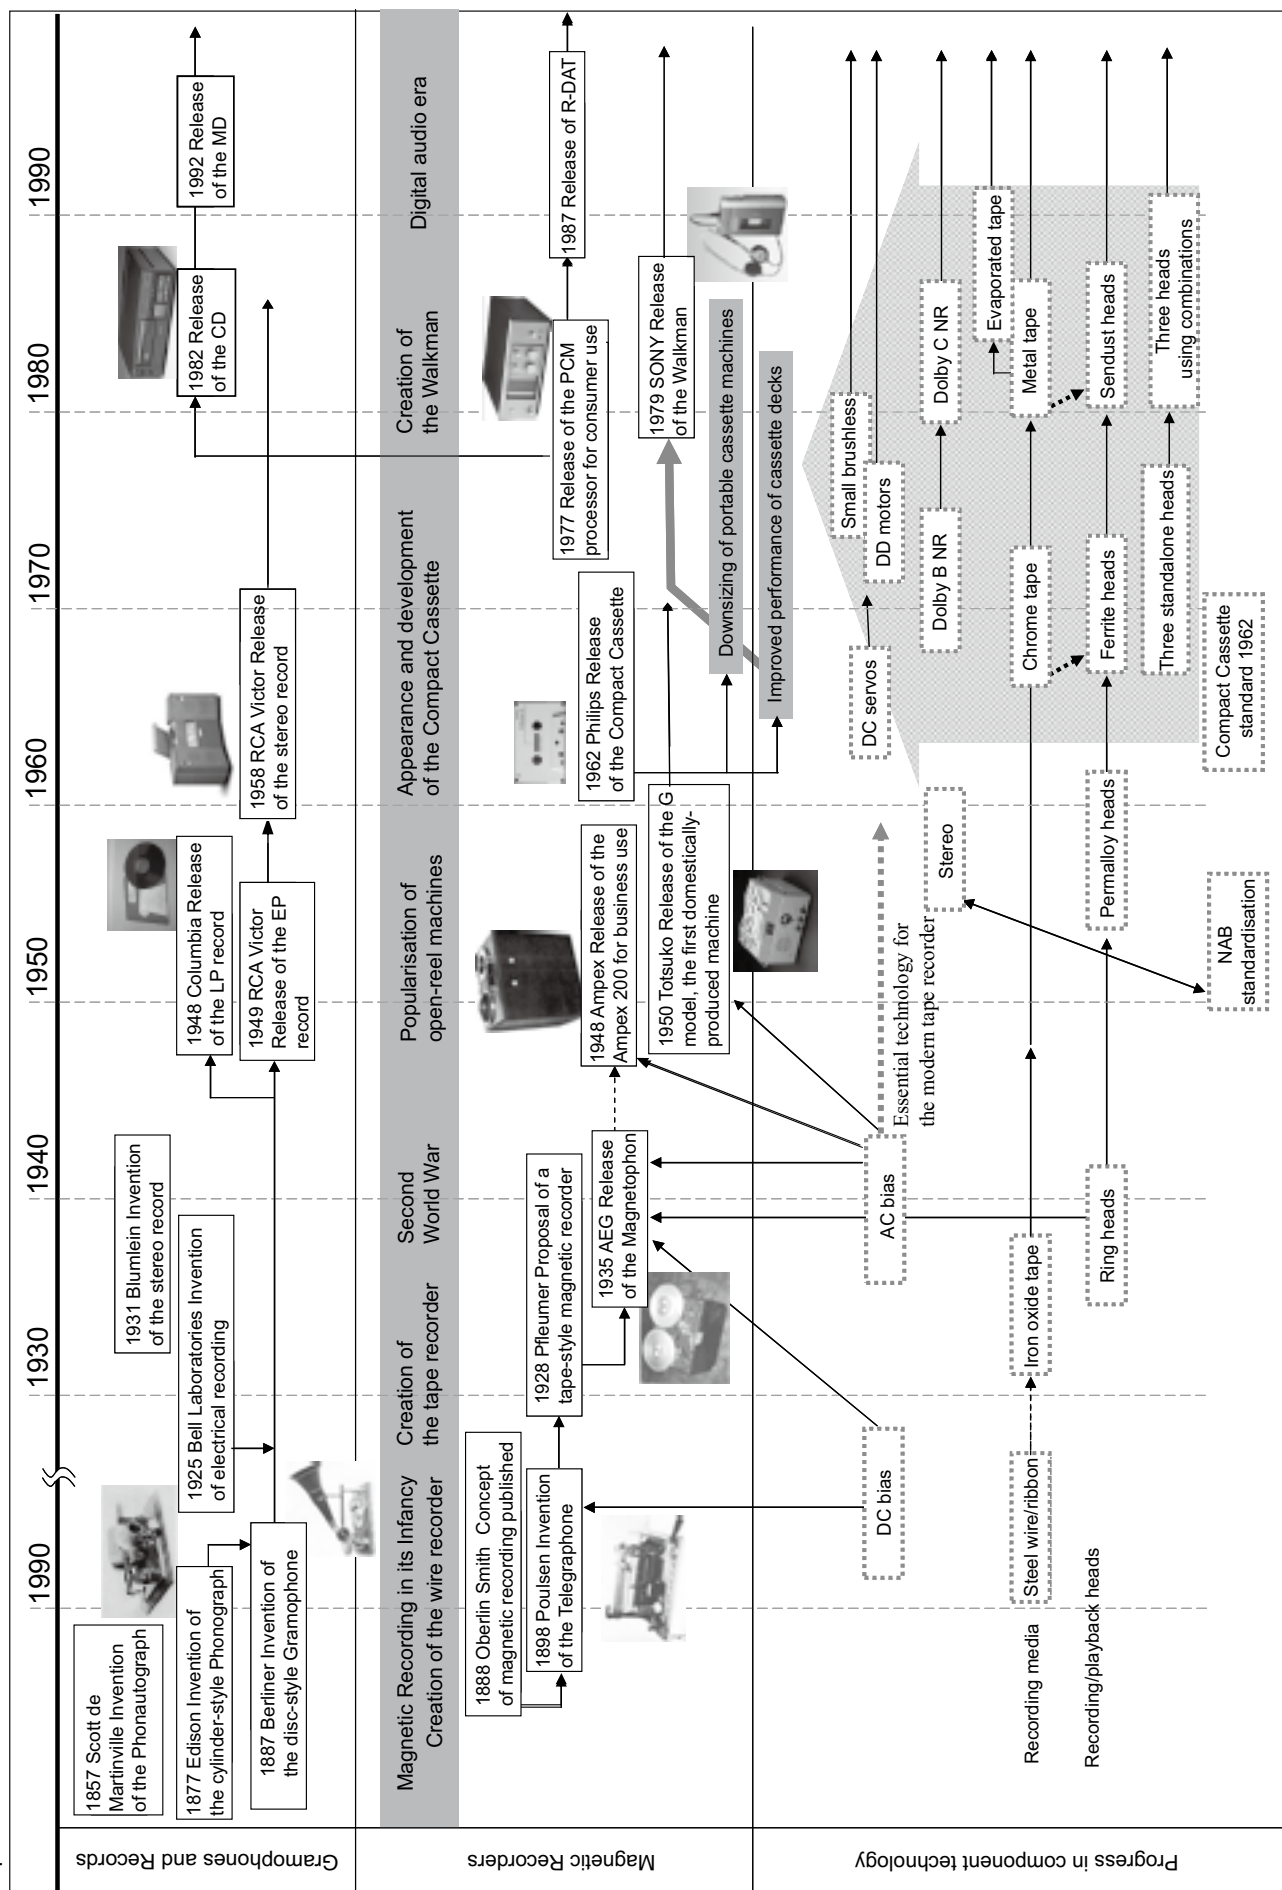 1990
1930
1940
1950
1960
1970
1980
1990
Gramophones and Records
1857 Scott de
Martinville Invention
of the Phonautograph
1877 Edison Invention of
the cylinder-style Phonograph
1887 Berliner Invention of
the disc-style Gramophone
1925 Bell Laboratories Invention
of electrical recording
1931 Blumlein Invention
of the stereo record
1948 Columbia Release
of the LP record
1949 RCA Victor
Release of the EP
record
1958 RCA Victor Release
of the stereo record
1982 Release
of the CD
1992 Release
of the MD
Magnetic Recording in its Infancy
Creation of the wire recorder
Creation of
the tape recorder
Second
World War
Popularisation of
open-reel machines
Appearance and development
of the Compact Cassette
Creation of
the Walkman
Digital audio era
Magnetic Recorders
1888 Oberlin Smith Concept
of magnetic recording published
1898 Poulsen Invention
of the Telegraphone
1928 Pfleumer Proposal of a
tape-style magnetic recorder
1935 AEG Release
of the Magnetophon
1948 Ampex Release of the
Ampex 200 for business use
1950 Totsuko Release of the G
model, the first domestically-
produced machine
1962 Philips Release
of the Compact Cassette
1977 Release of the PCM
processor for consumer use
1987 Release of R-DAT
1979 SONY Release
of the Walkman
Downsizing of portable cassette machines
Improved performance of cassette decks
Progress in component technology
DC bias
AC bias
Essential technology for
the modern tape recorder
DC servos
Small brushless
DD motors
Stereo
Dolby B NR
Dolby C NR
Recording media
Steel wire/ribbon
Iron oxide tape
Chrome tape
Metal tape
Evaporated tape
Recording/playback heads
Ring heads
Permalloy heads
Ferrite heads
Sendust heads
Three standalone heads
Three heads
using combinations
NAB
standardisation
Compact Cassette
standard 1962